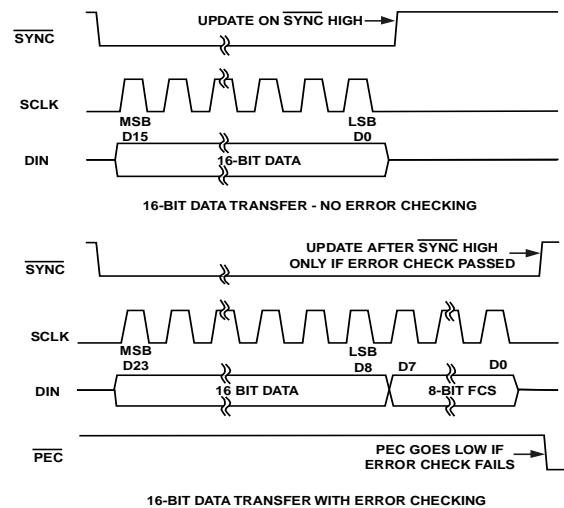 UPDATE ON SYNC HIGH
SYNC
SCLK
MSB LSB
D15 D0
DIN
16-BIT DATA
16-BIT DATA TRANSFER - NO ERROR CHECKING
UPDATE AFTER SYNC HIGH
ONLY IF ERROR CHECK PASSED
SYNC
SCLK
MSB LSB
D23 D8 D7 D0
DIN
16 BIT DATA 8-BIT FCS
PEC
PEC GOES LOW IF
ERROR CHECK FAILS
16-BIT DATA TRANSFER WITH ERROR CHECKING